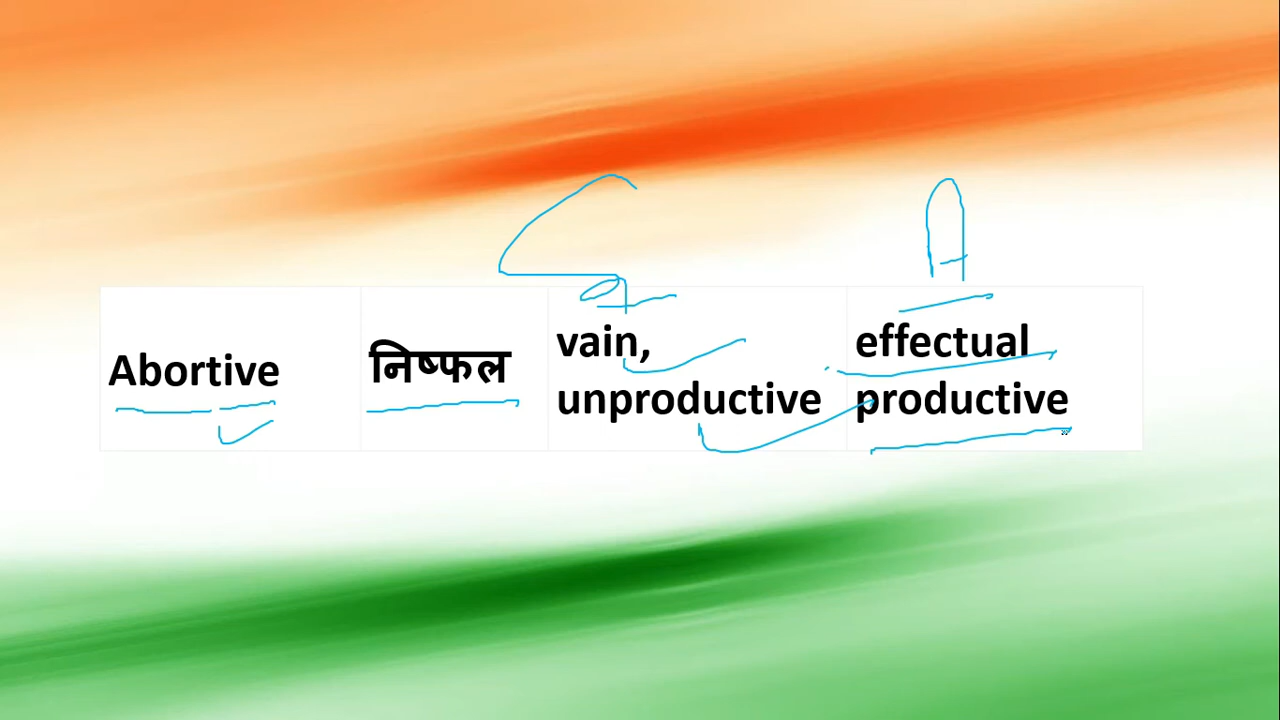 Abortive
निष्फल
vain,
unproductive
effectual
productive
A